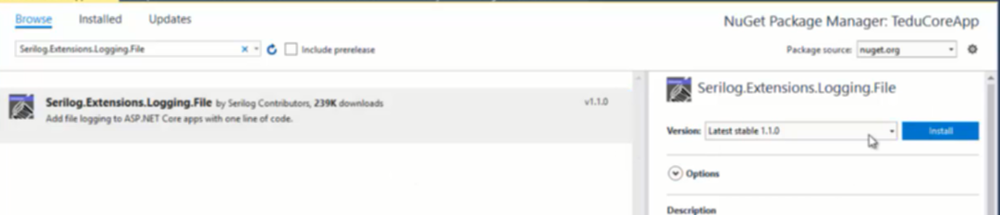 Browse Installed Updates
NuGet Package Manager: TeduCoreApp
Serilog.Extensions.Logging.File
Include prerelease
Package source: nuget.org
Serilog.Extensions.Logging.File by Serilog Contributors, 239K downloads
v1.1.0
Add file logging to ASP.NET Core apps with one line of code.
Serilog.Extensions.Logging.File
Version: Latest stable 1.1.0 Install
Options
Description